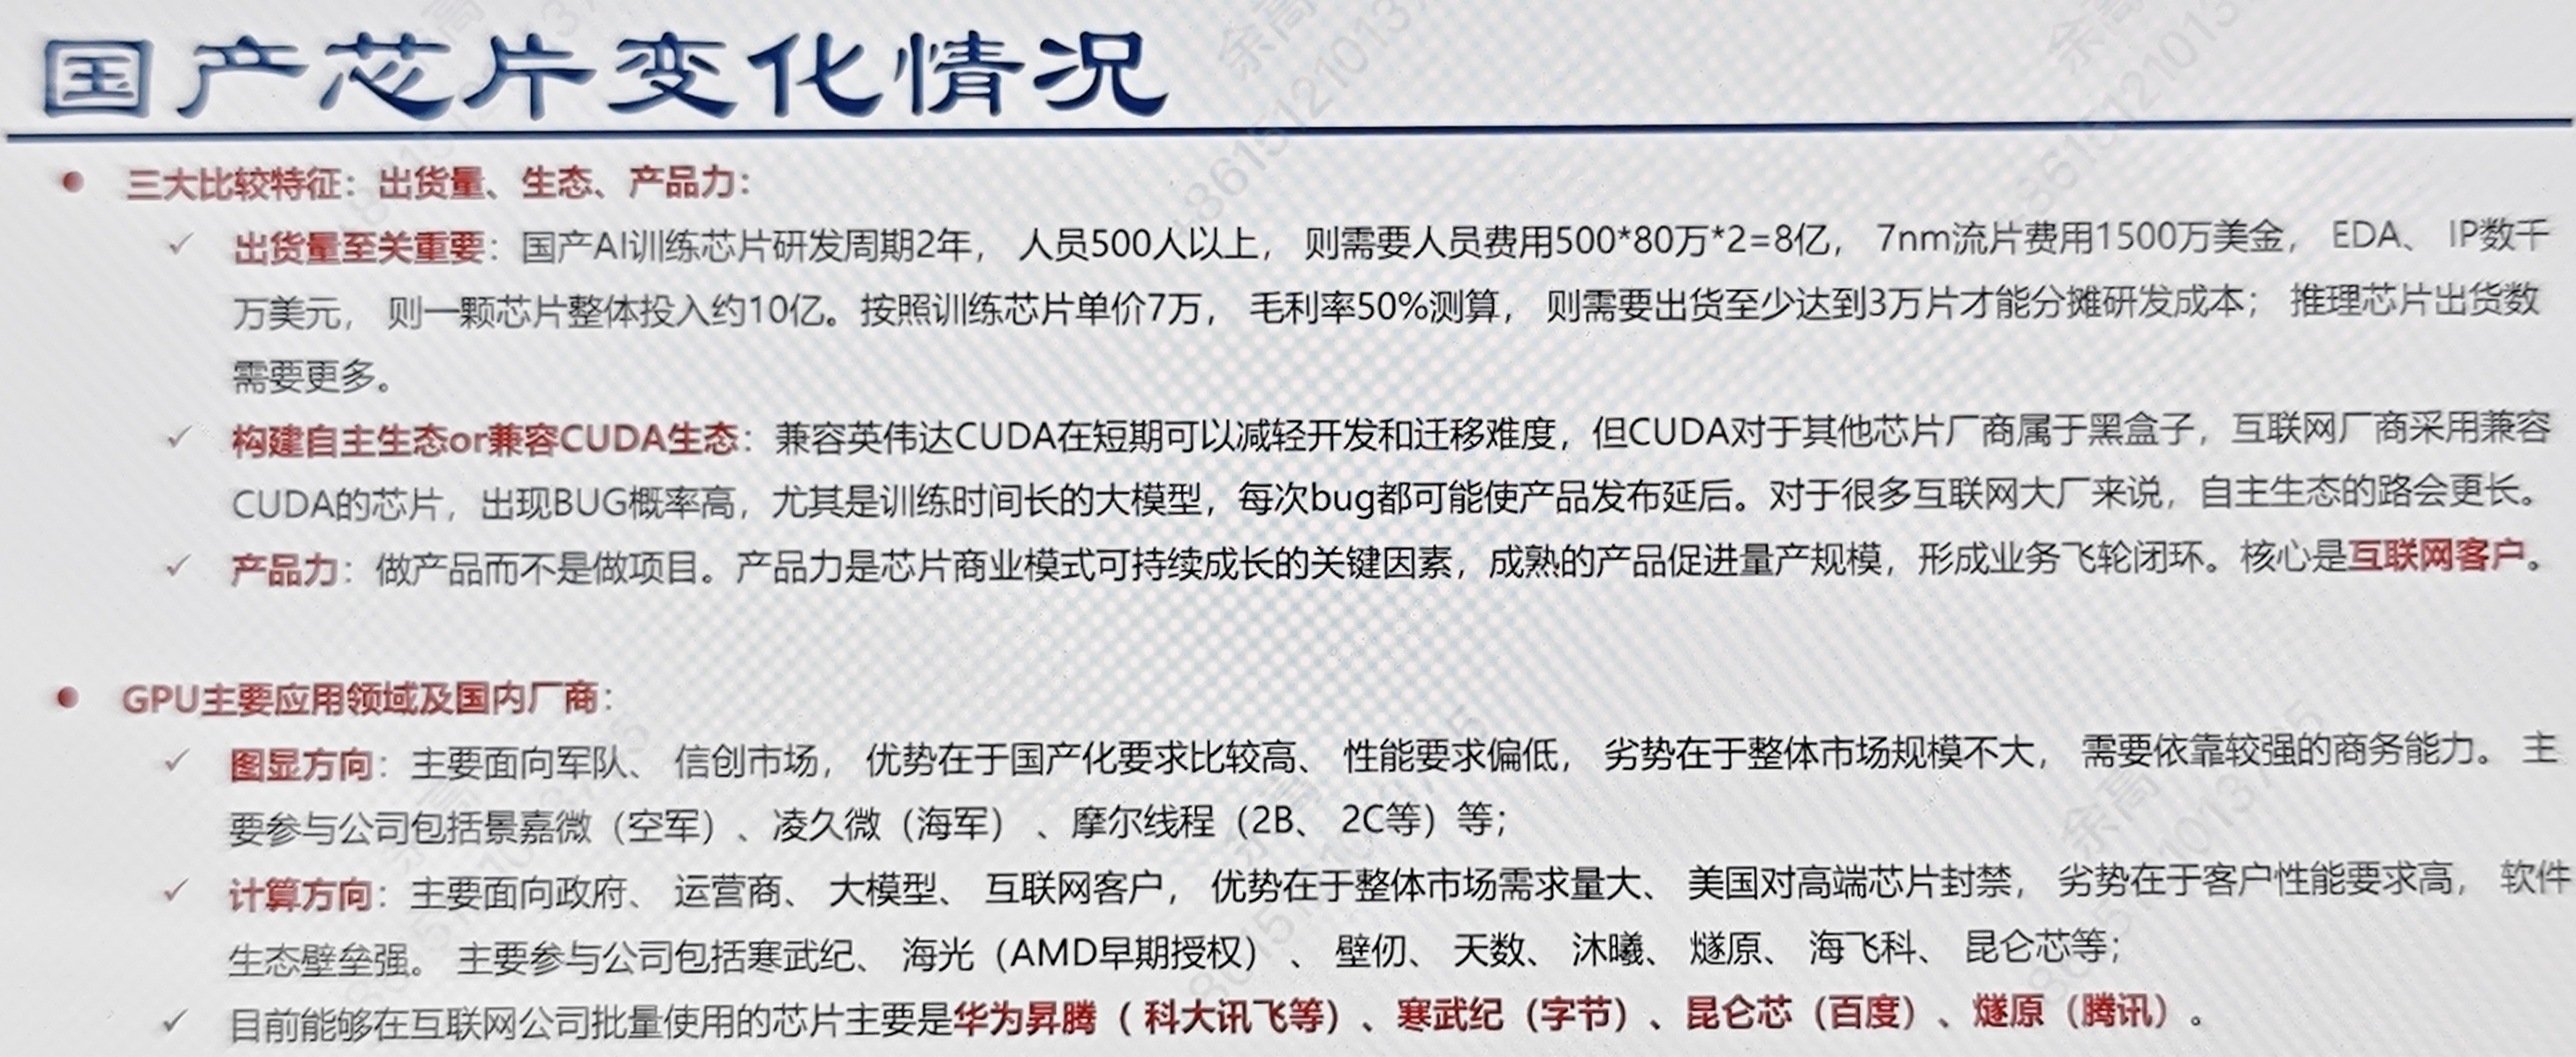 国产芯片变化情况
● 三大比较特征：出货量、生态、产品力：
✓ 出货量至关重要：国产AI训练芯片研发周期2年， 人员500人以上， 则需要人员费用500*80万*2=8亿， 7nm流片费用1500万美金， EDA、 IP数千
万美元， 则一颗芯片整体投入约10亿。按照训练芯片单价7万， 毛利率50%测算， 则需要出货至少达到3万片才能分摊研发成本； 推理芯片出货数
需要更多。
✓ 构建自主生态or兼容CUDA生态：兼容英伟达CUDA在短期可以减轻开发和迁移难度，但CUDA对于其他芯片厂商属于黑盒子，互联网厂商采用兼容
CUDA的芯片，出现BUG概率高，尤其是训练时间长的大模型，每次bug都可能使产品发布延后。对于很多互联网大厂来说，自主生态的路会更长。
✓ 产品力：做产品而不是做项目。产品力是芯片商业模式可持续成长的关键因素，成熟的产品促进量产规模，形成业务飞轮闭环。核心是互联网客户。
● GPU主要应用领域及国内厂商：
✓ 图显方向：主要面向军队、 信创市场， 优势在于国产化要求比较高、 性能要求偏低， 劣势在于整体市场规模不大， 需要依靠较强的商务能力。 主
要参与公司包括景嘉微（空军）、凌久微（海军） 、摩尔线程（2B、 2C等）等；
✓ 计算方向：主要面向政府、 运营商、 大模型、 互联网客户， 优势在于整体市场需求量大、 美国对高端芯片封禁， 劣势在于客户性能要求高， 软件
生态壁垒强。 主要参与公司包括寒武纪、 海光（AMD早期授权） 、 壁仞、 天数、 沐曦、 燧原、 海飞科、 昆仑芯等；
✓ 目前能够在互联网公司批量使用的芯片主要是华为昇腾（ 科大讯飞等）、寒武纪（字节）、昆仑芯（百度）、燧原（腾讯）。